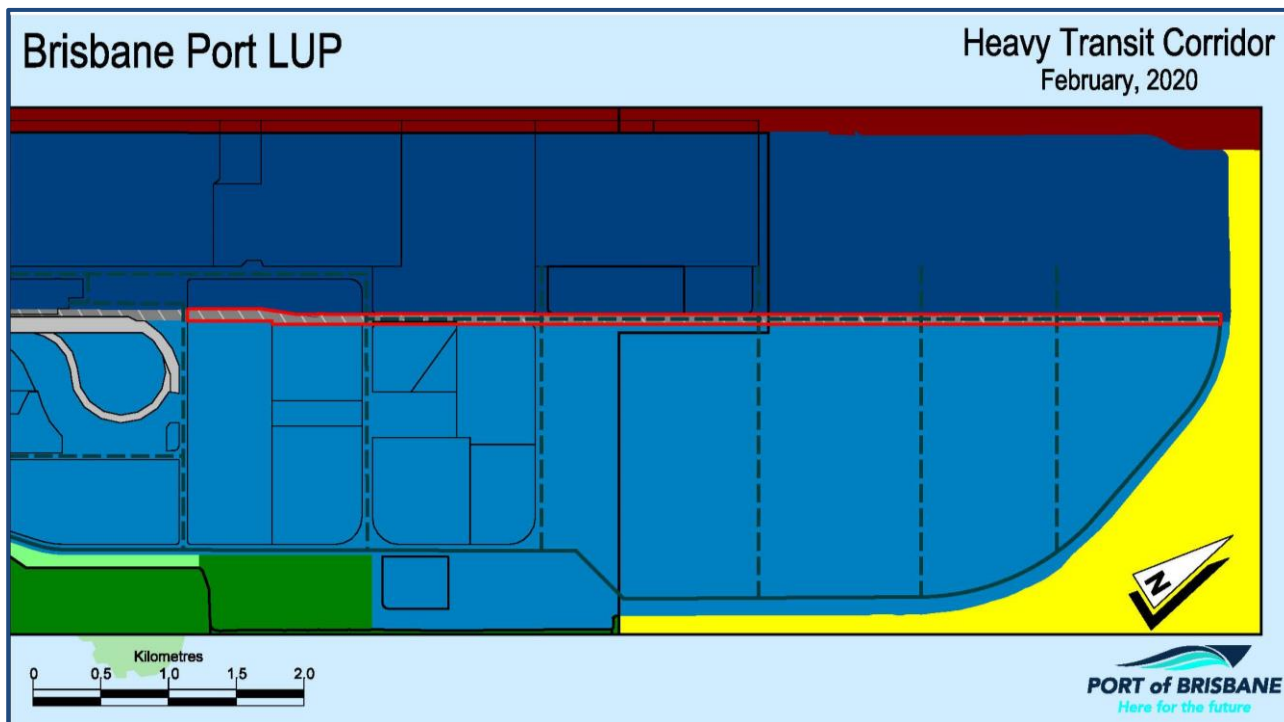 Brisbane Port LUP
Heavy Transit Corridor
February, 2020
N
Kilometres
0 0.5 1.0 1.5 2.0
PORT of BRISBANE
Here for the future